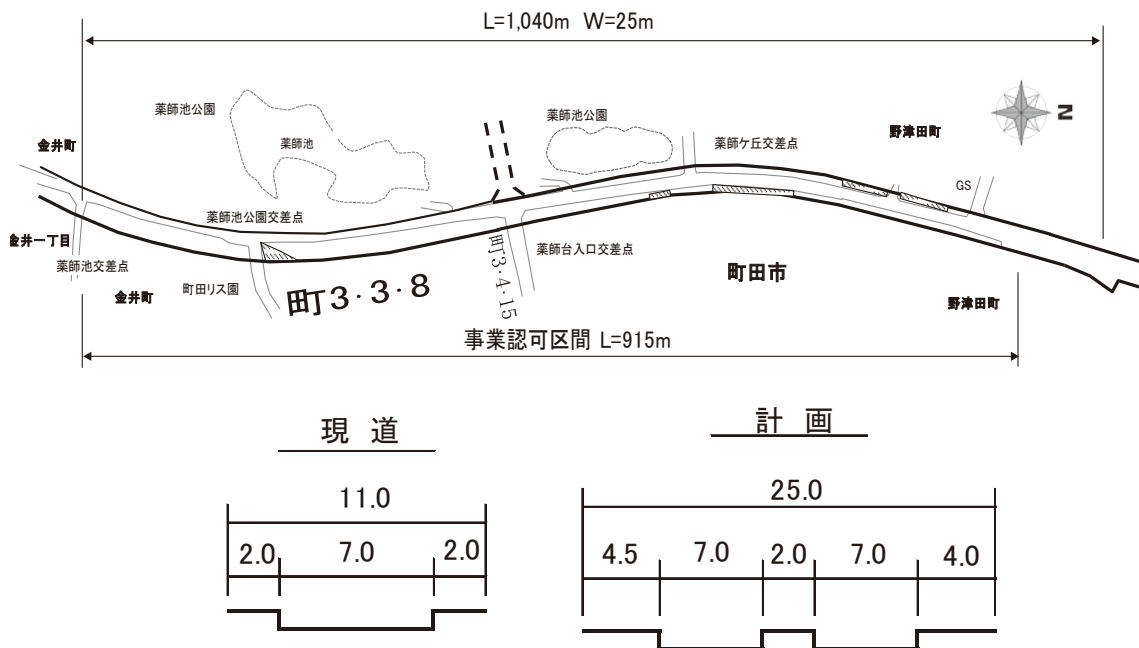 L=1,040m W=25m
薬師池公園
薬師池
薬師池公園
薬師ケ丘交差点
野津田町
N
金井町
GS
薬師池公園交差点
金井一丁目
薬師池交差点
金井町
町田リス園
町3・3・8
町3・4・15
薬師台入口交差点
町田市
野津田町
事業認可区間 L=915m
現 道
計 画
11.0
25.0
2.0 7.0 2.0
4.5 7.0 2.0 7.0 4.0